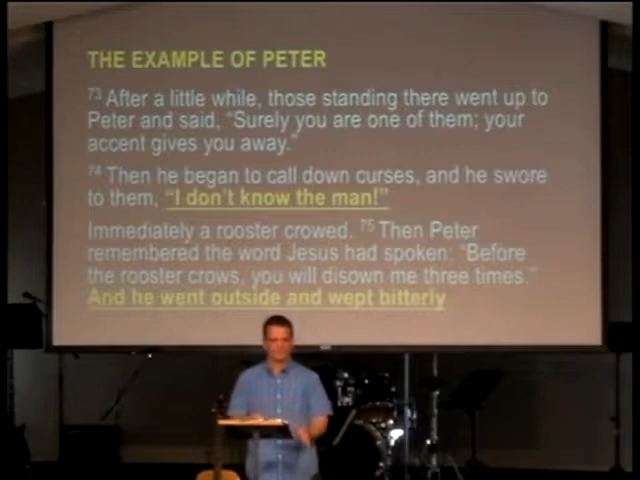 THE EXAMPLE OF PETER
73 After a little while, those standing there went up to
Peter and said, “Surely you are one of them; your
accent gives you away.”
74 Then he began to call down curses, and he swore
to them, “I don’t know the man!”
Immediately a rooster crowed. 75 Then Peter
remembered the word Jesus had spoken: “Before
the rooster crows, you will disown me three times.”
And he went outside and wept bitterly